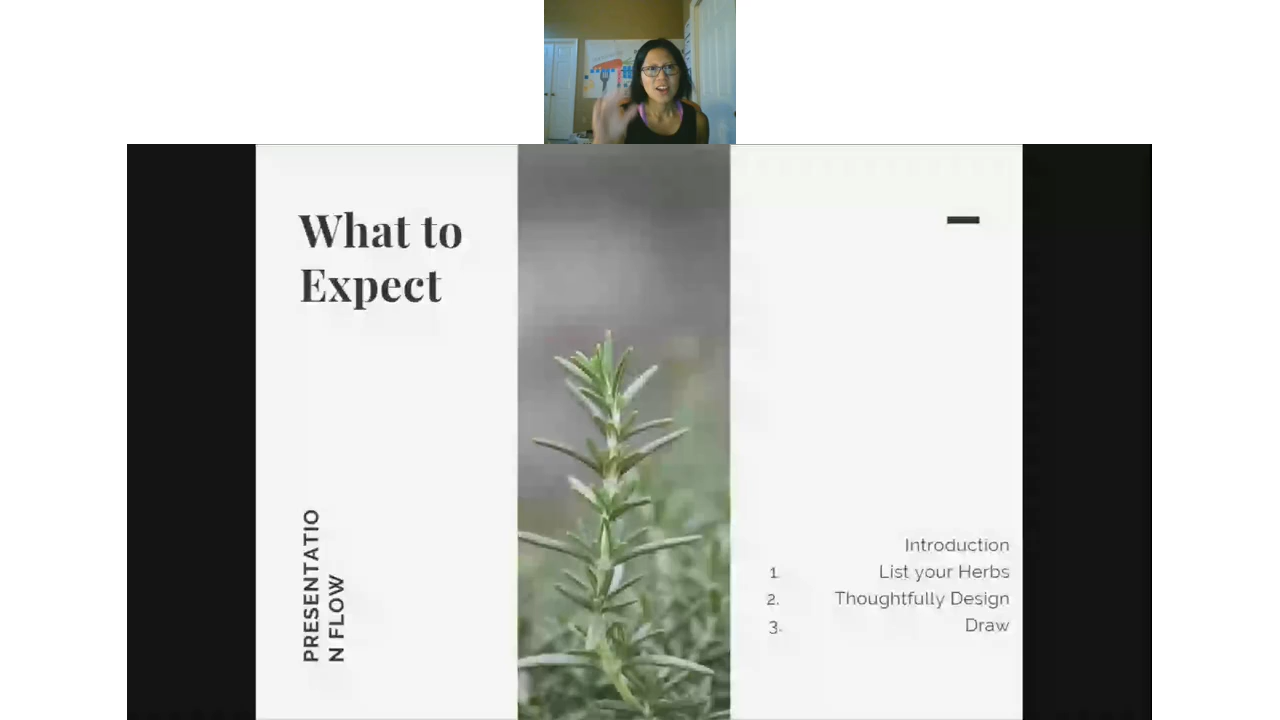 What to
Expect
PRESENTATIO
N FLOW
Introduction
1. List your Herbs
2. Thoughtfully Design
3. Draw